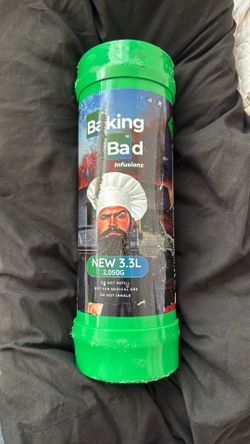 Baking
Bad
Infusions
NEW 3.3L
2,050G
DO NOT REFILL
NOT FOR MEDICAL USE
DO NOT INHALE